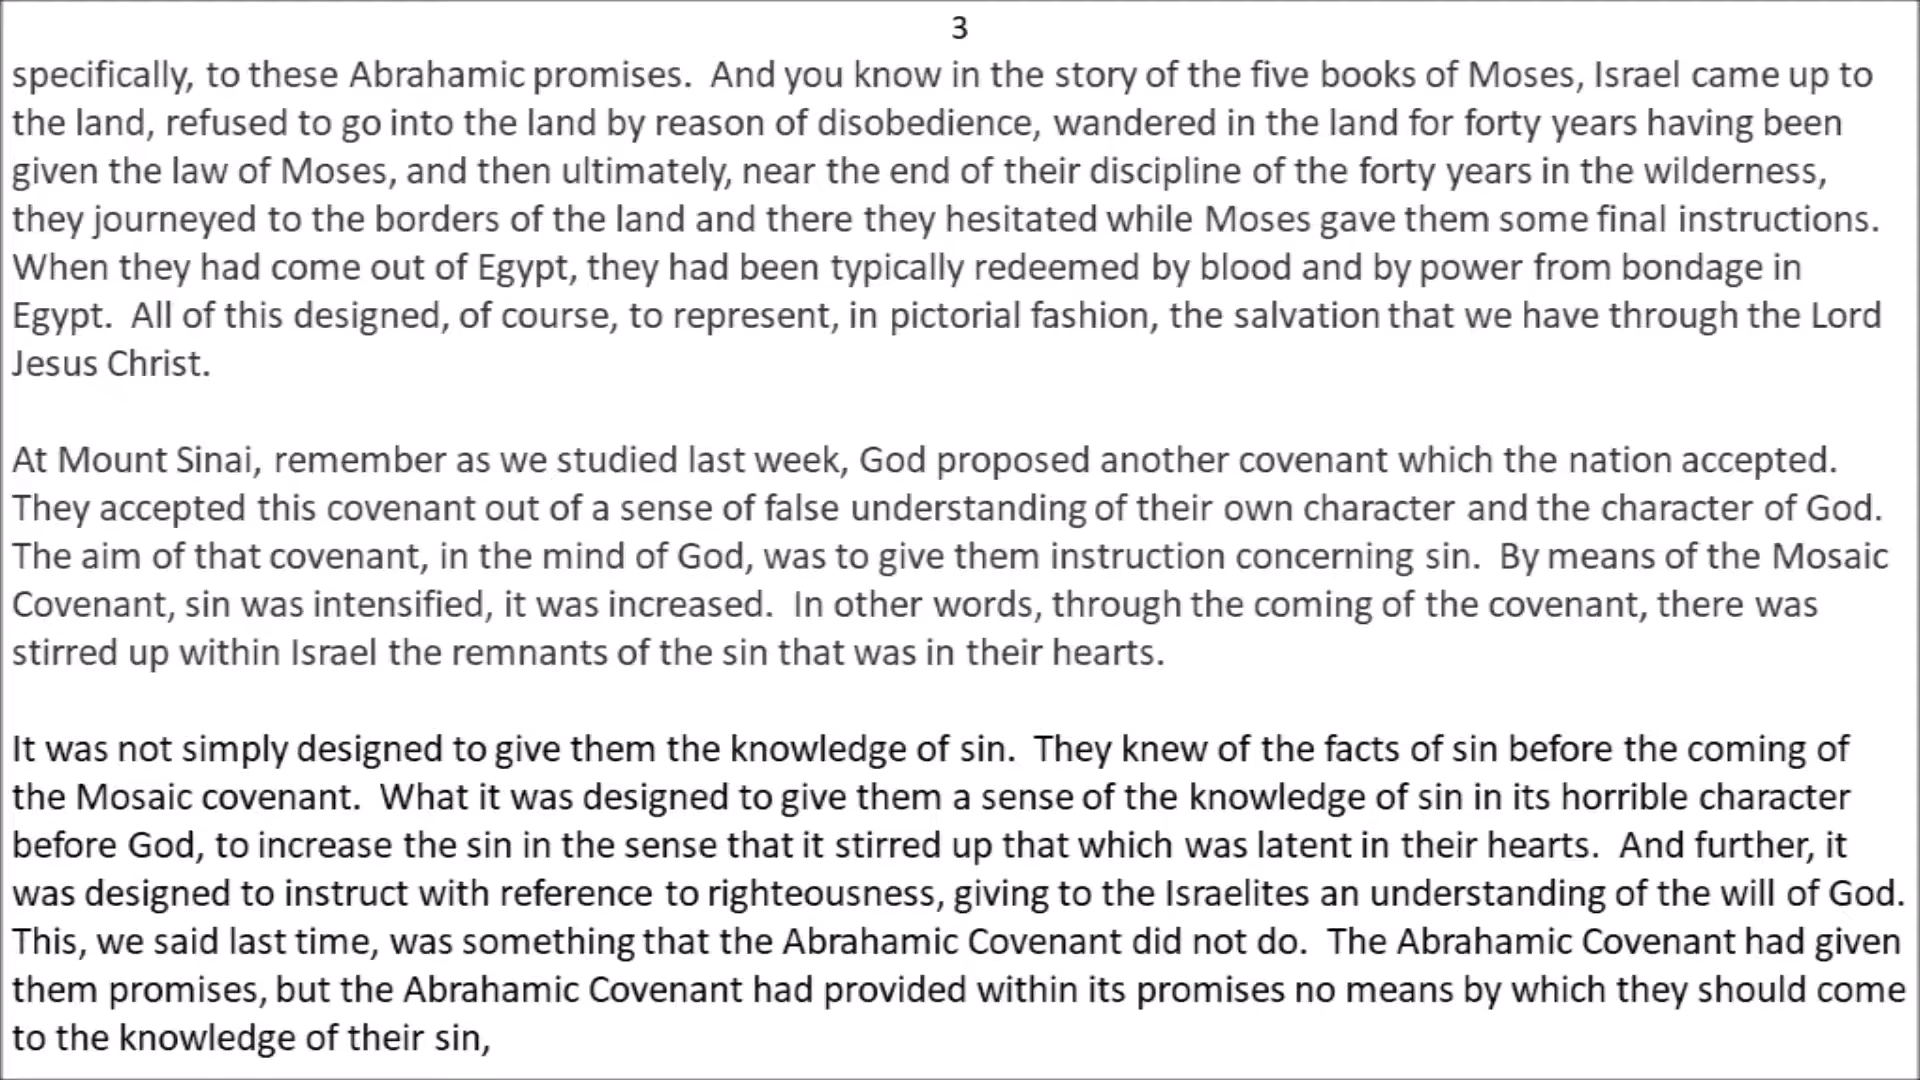 3
specifically, to these Abrahamic promises.  And you know in the story of the five books of Moses, Israel came up to
the land, refused to go into the land by reason of disobedience, wandered in the land for forty years having been
given the law of Moses, and then ultimately, near the end of their discipline of the forty years in the wilderness,
they journeyed to the borders of the land and there they hesitated while Moses gave them some final instructions.
When they had come out of Egypt, they had been typically redeemed by blood and by power from bondage in
Egypt.  All of this designed, of course, to represent, in pictorial fashion, the salvation that we have through the Lord
Jesus Christ.
At Mount Sinai, remember as we studied last week, God proposed another covenant which the nation accepted.
They accepted this covenant out of a sense of false understanding of their own character and the character of God.
The aim of that covenant, in the mind of God, was to give them instruction concerning sin.  By means of the Mosaic
Covenant, sin was intensified, it was increased.  In other words, through the coming of the covenant, there was
stirred up within Israel the remnants of the sin that was in their hearts.
It was not simply designed to give them the knowledge of sin.  They knew of the facts of sin before the coming of
the Mosaic covenant.  What it was designed to give them a sense of the knowledge of sin in its horrible character
before God, to increase the sin in the sense that it stirred up that which was latent in their hearts.  And further, it
was designed to instruct with reference to righteousness, giving to the Israelites an understanding of the will of God.
This, we said last time, was something that the Abrahamic Covenant did not do.  The Abrahamic Covenant had given
them promises, but the Abrahamic Covenant had provided within its promises no means by which they should come
to the knowledge of their sin,